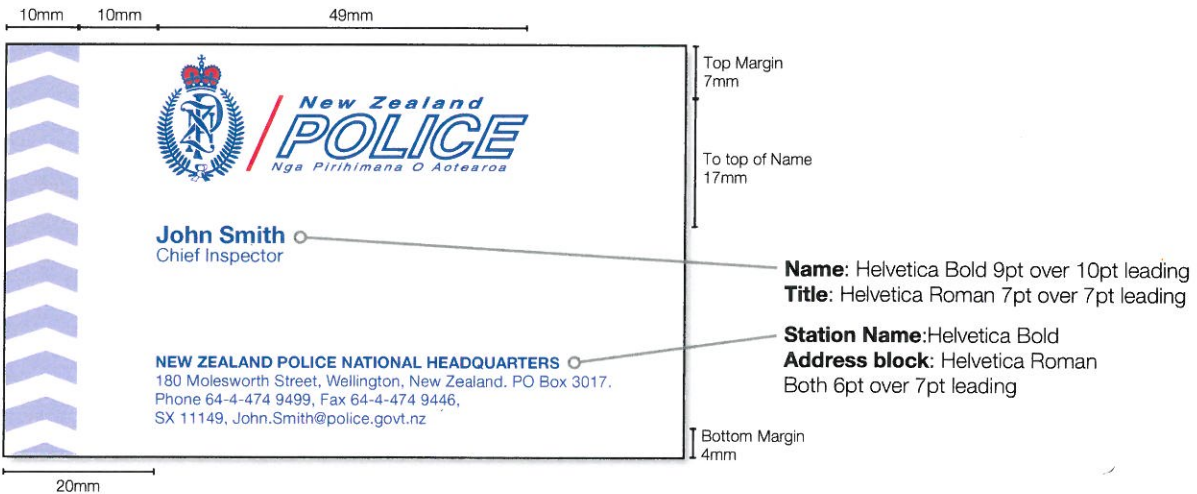 10mm 10mm 49mm
Top Margin
7mm
New Zealand
POLICE
Nga Pirihimana O Aotearoa
To top of Name
17mm
John Smith
Chief Inspector
Name: Helvetica Bold 9pt over 10pt leading
Title: Helvetica Roman 7pt over 7pt leading
Station Name:Helvetica Bold
Address block: Helvetica Roman
Both 6pt over 7pt leading
NEW ZEALAND POLICE NATIONAL HEADQUARTERS
180 Molesworth Street, Wellington, New Zealand. PO Box 3017.
Phone 64-4-474 9499, Fax 64-4-474 9446,
SX 11149, John.Smith@police.govt.nz
Bottom Margin
4mm
20mm